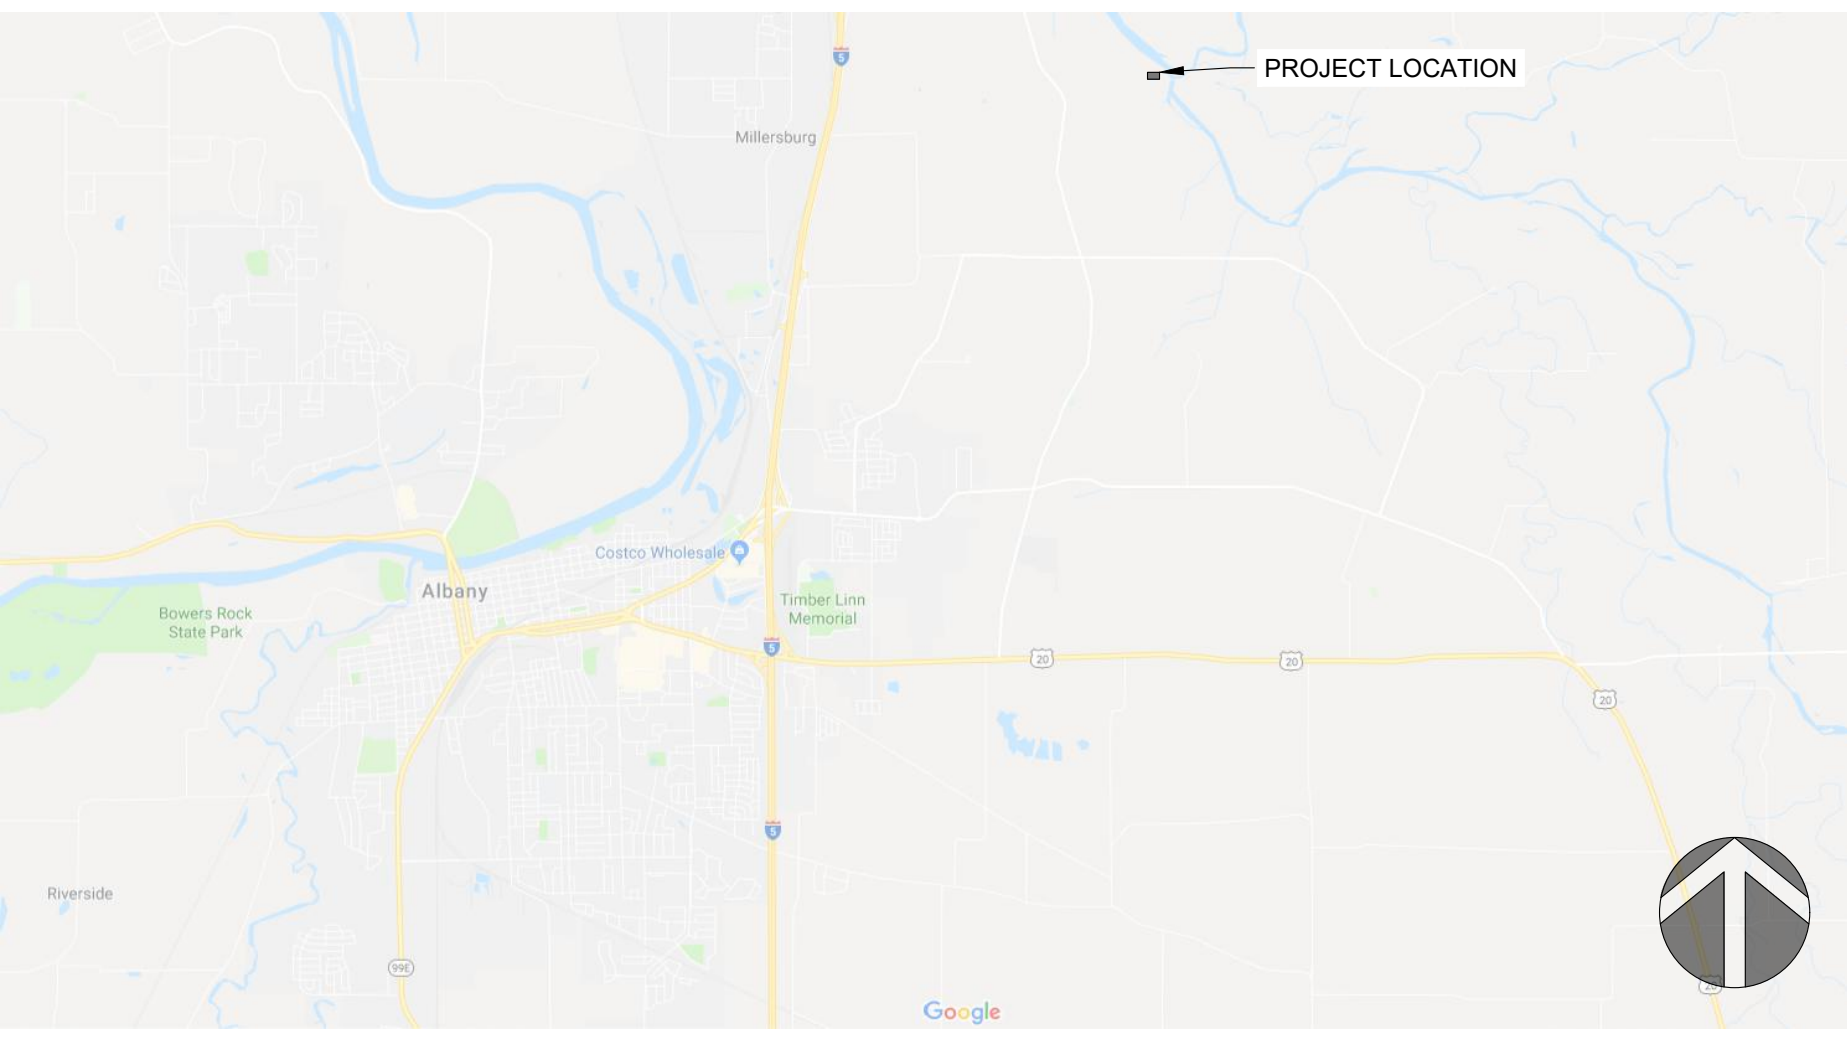 5
PROJECT LOCATION
Millersburg
Costco Wholesale
Albany
Timber Linn
Memorial
Bowers Rock
State Park
5
20
20
20
5
Riverside
99E
20
Google